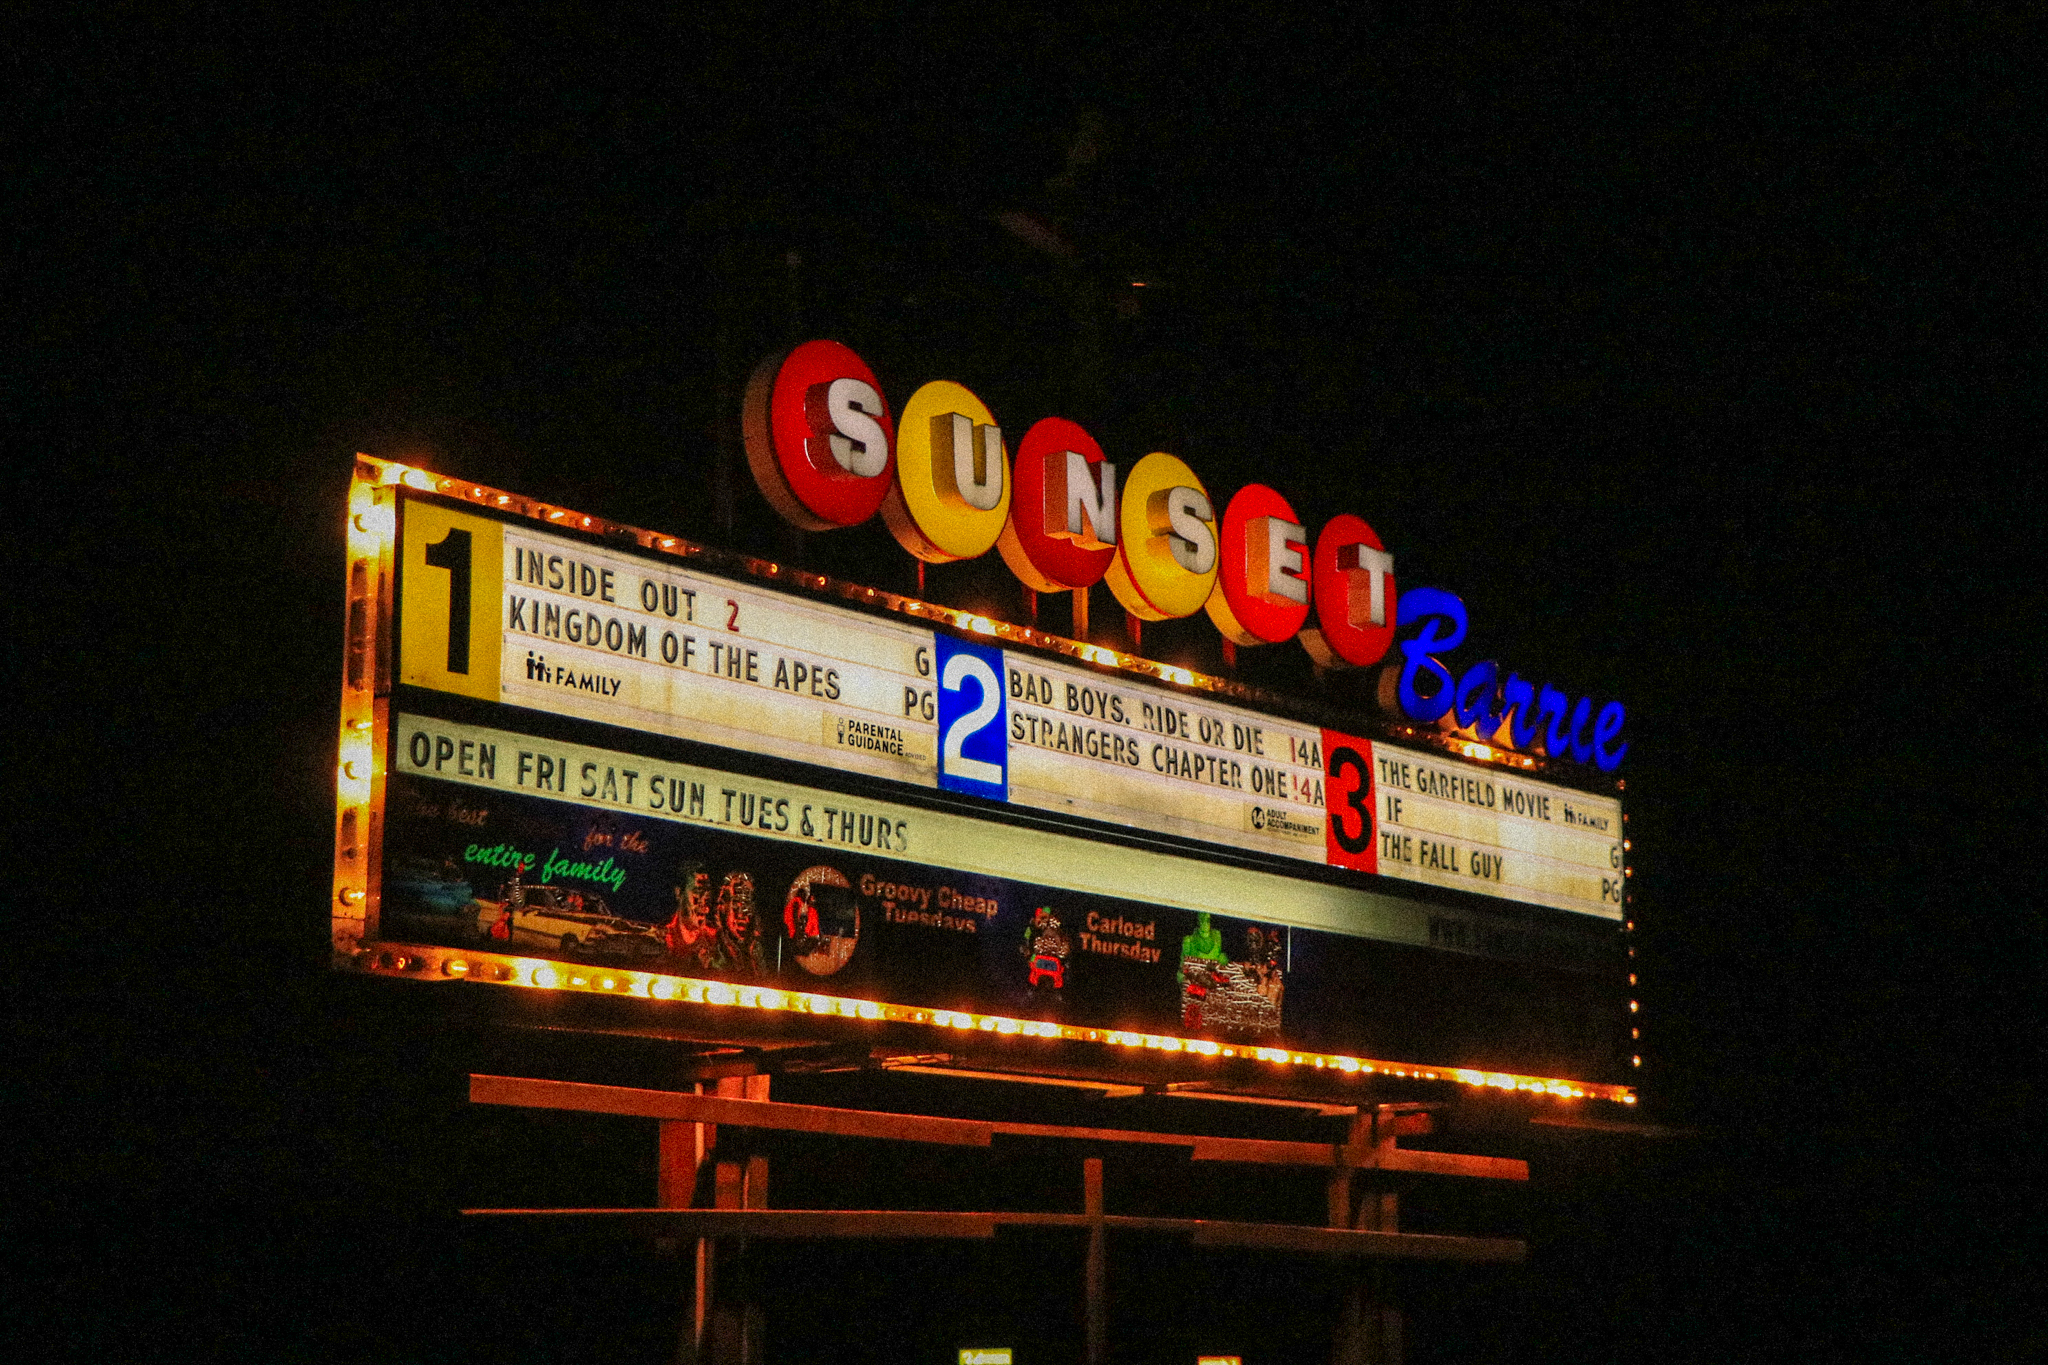 SUNSET
Barrie
1
INSIDE OUT 2 G
KINGDOM OF THE APES PG
FAMILY
PARENTAL
GUIDANCE
2
BAD BOYS. RIDE OR DIE 14A
STRANGERS CHAPTER ONE 14A
14 ADULT
ACCOMPANIMENT
3
THE GARFIELD MOVIE FAMILY
IF G
THE FALL GUY PG
OPEN FRI SAT SUN TUES & THURS
best
for the
entire family
Groovy Cheap
Tuesdays
Carload
Thursday